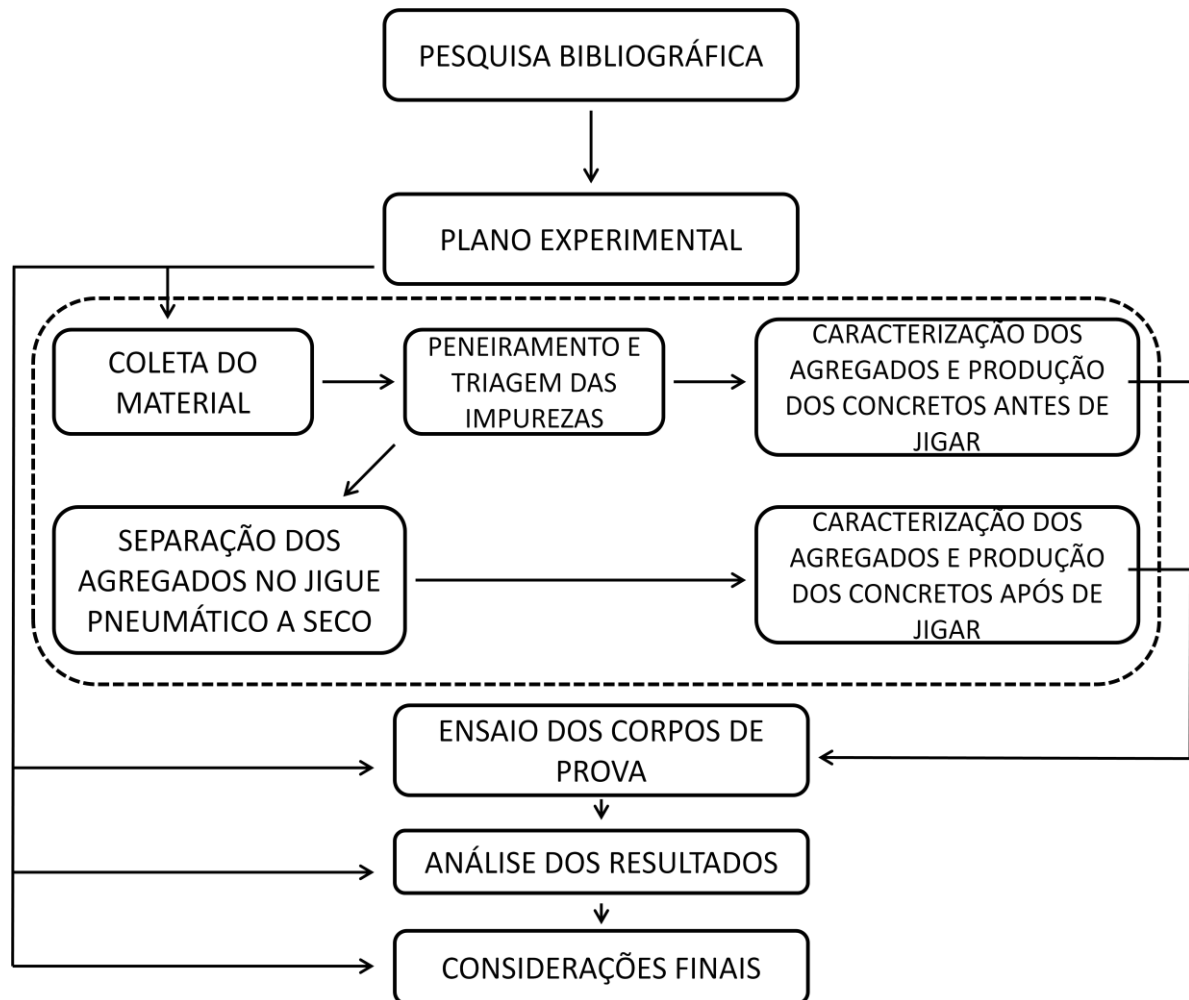 PESQUISA BIBLIOGRÁFICA
PLANO EXPERIMENTAL
COLETA DO
MATERIAL
PENEIRAMENTO E
TRIAGEM DAS
IMPUREZAS
CARACTERIZAÇÃO DOS
AGREGADOS E PRODUÇÃO
DOS CONCRETOS ANTES DE
JIGAR
SEPARAÇÃO DOS
AGREGADOS NO JIGUE
PNEUMÁTICO A SECO
CARACTERIZAÇÃO DOS
AGREGADOS E PRODUÇÃO
DOS CONCRETOS APÓS DE
JIGAR
ENSAIO DOS CORPOS DE
PROVA
ANÁLISE DOS RESULTADOS
CONSIDERAÇÕES FINAIS